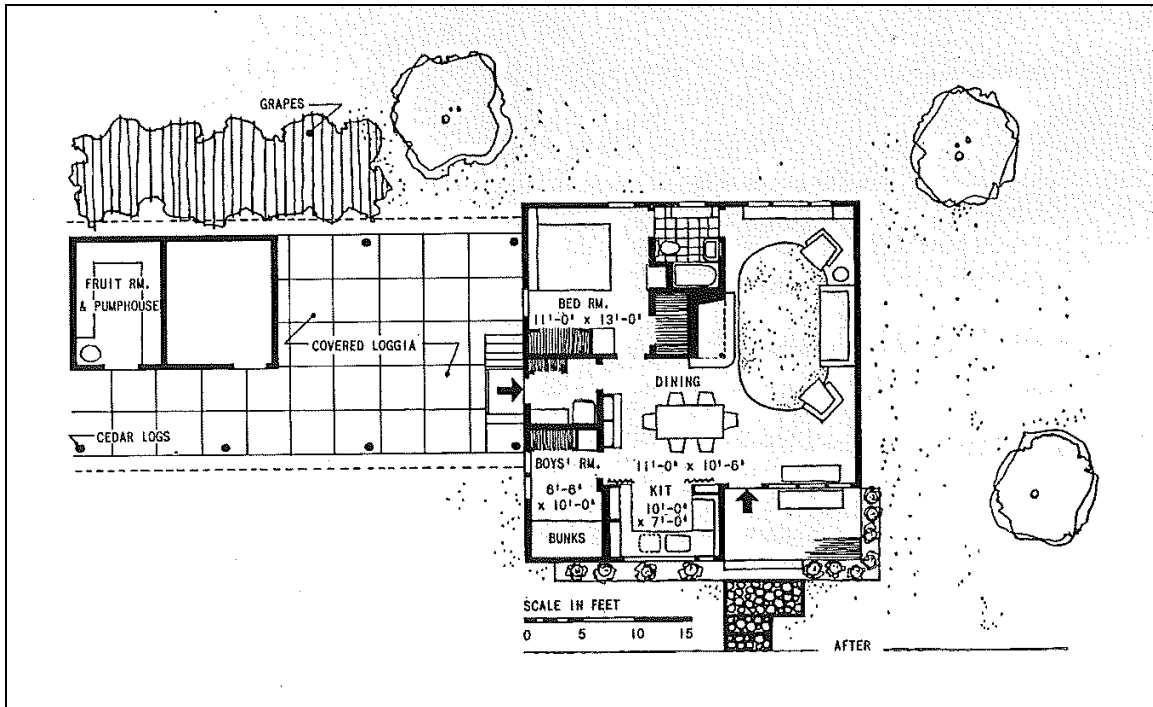 GRAPES
FRUIT RM.
& PUMPHOUSE
BED RM.
11'-0" x 13'-0"
COVERED LOGGIA
DINING
CEDAR LOGS
BOYS' RM.
11'-0" x 10'-6"
6'-6"
x 10'-0"
KIT
10'-0"
x 7'-0"
BUNKS
SCALE IN FEET
0 5 10 15
AFTER